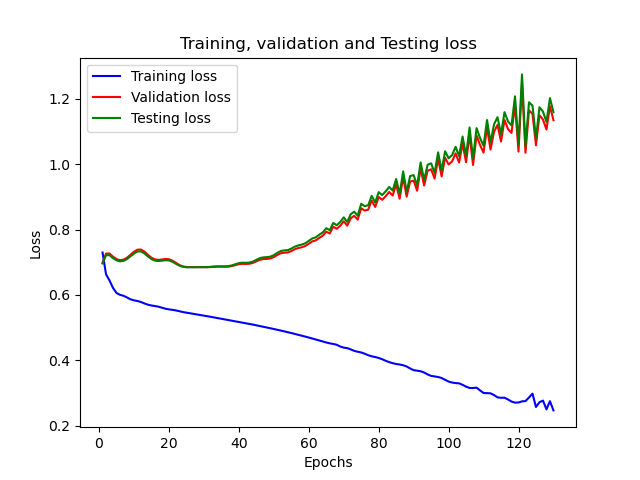 Training, validation and Testing loss
Training loss
Validation loss
Testing loss
Loss
1.2
1.0
0.8
0.6
0.4
0.2
0 20 40 60 80 100 120
Epochs